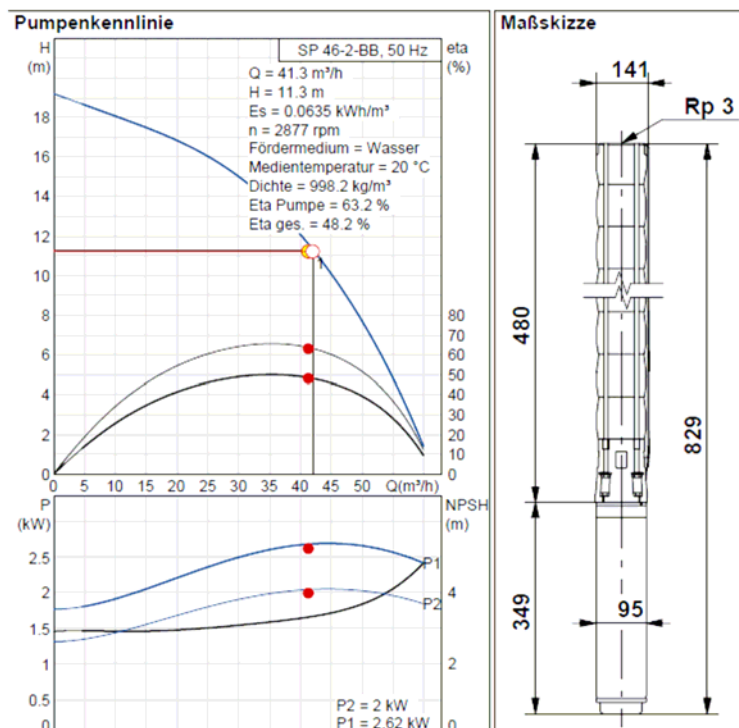 Pumpenkennlinie
H
(m)
SP 46-2-BB, 50 Hz
eta
(%)
Q = 41.3 m³/h
H = 11.3 m
Es = 0.0635 kWh/m³
n = 2877 rpm
Fördermedium = Wasser
Medientemperatur = 20 °C
Dichte = 998.2 kg/m³
Eta Pumpe = 63.2 %
Eta ges. = 48.2 %
18
16
14
12
10
8
6
4
2
0
80
70
60
50
40
30
20
10
0
0 5 10 15 20 25 30 35 40 45 Q(m³/h)
1
P
(kW)
NPSH
(m)
2.5
2
1.5
1
0.5
0
4
2
0
P1
P2
P2 = 2 kW
P1 = 2.62 kW
Maßskizze
141
Rp 3
480
829
349
95